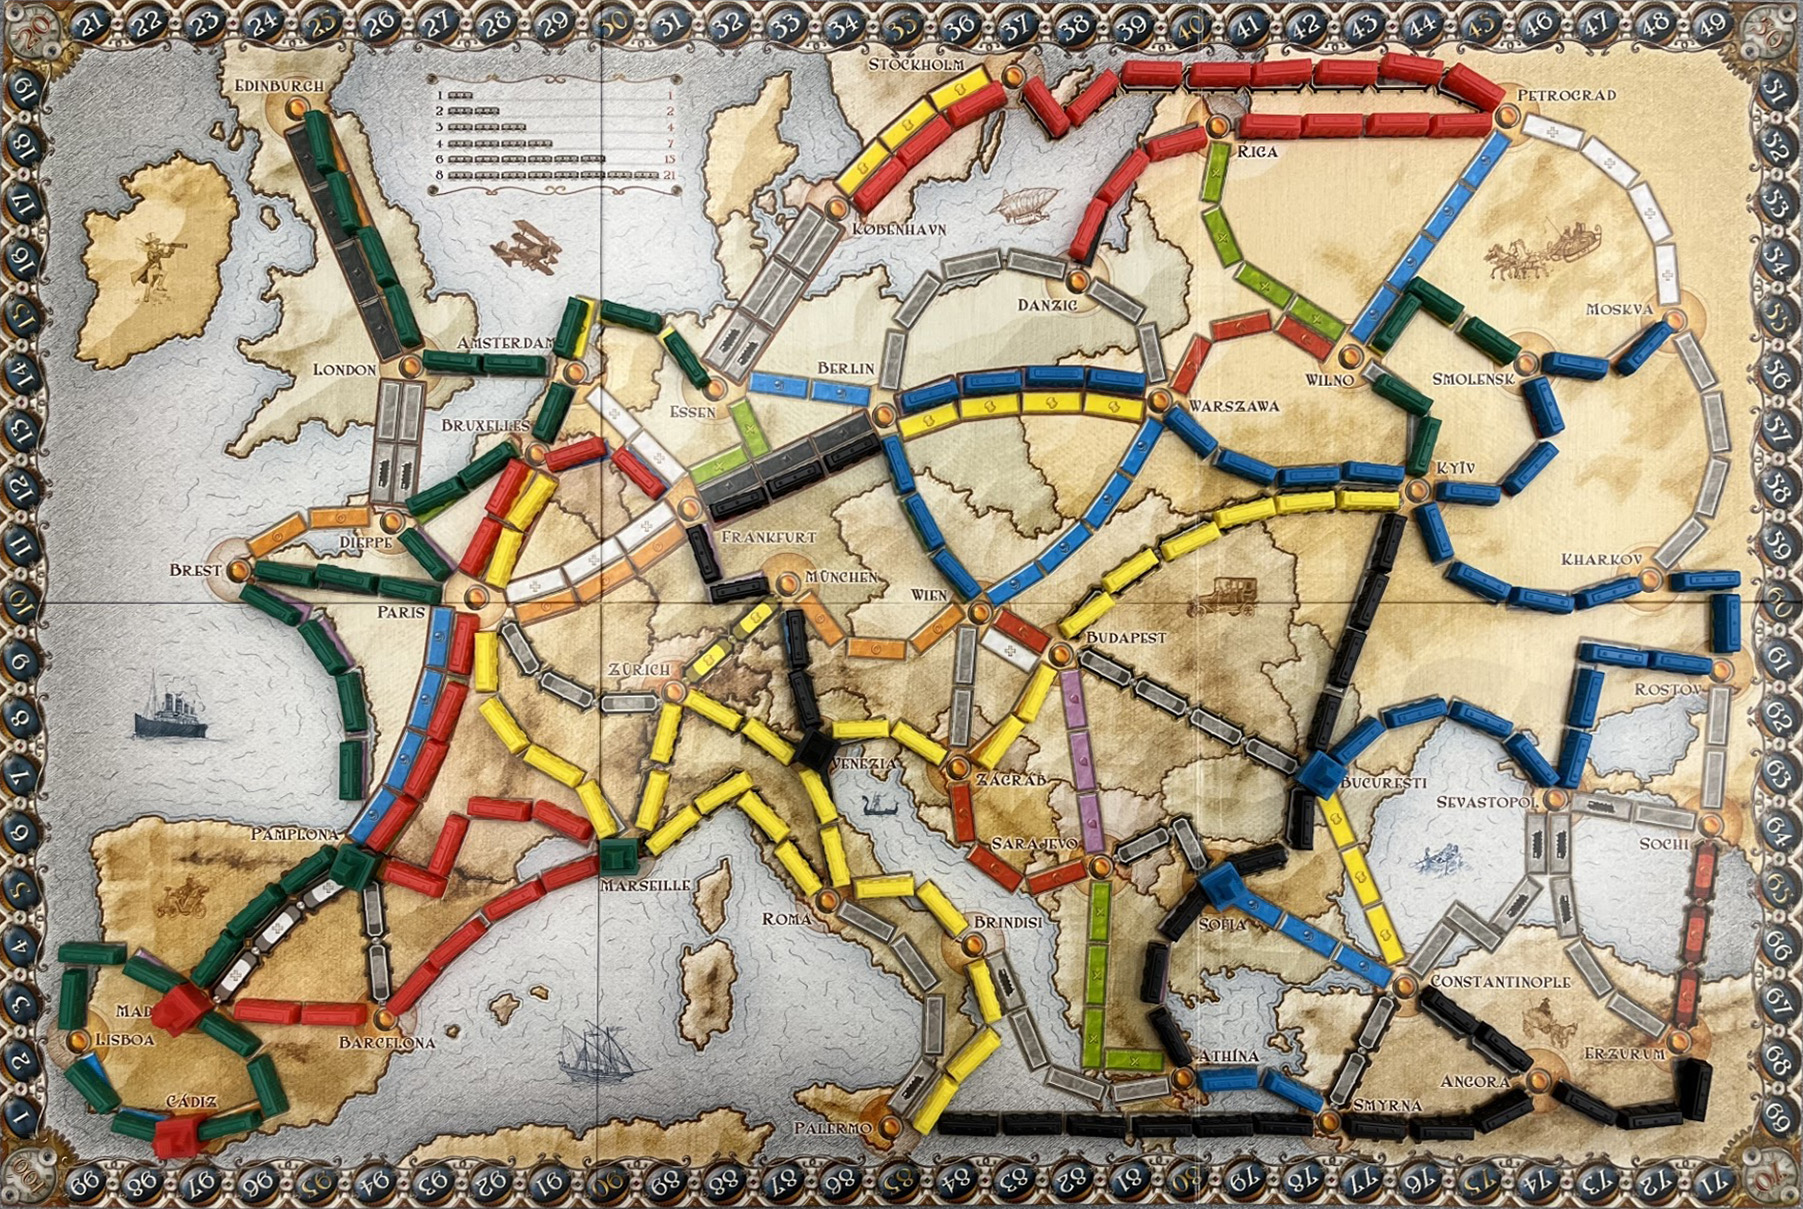 20 21 22 23 24 25 26 27 28 29 30 31 32 33 34 35 36 37 38 39 40 41 42 43 44 45 46 47 48 49 50
19
18
17
16
15
14
13
12
11
10
9
8
7
6
5
4
3
2
1
51
52
53
54
55
56
57
58
59
60
61
62
63
64
65
66
67
68
69
1 1
2 2
3 4
4 7
6 15
8 21
STOCKHOLM
EDINBURGH
PETROGRAD
RIGA
KØBENHAVN
DANZIG
MOSKVA
AMSTERDAM
LONDON
BERLIN
WILNO
SMOLENSK
ESSEN
WARSZAWA
BRUXELLES
KYÏV
DIEPPE
FRANKFURT
BREST
MÜNCHEN
KHARKOV
PARIS
WIEN
BUDAPEST
ZÜRICH
ROSTOV
VENEZIA
ZAGRAB
BUCURESTI
SEVASTOPOL
PAMPLONA
SARAJEVO
SOCHI
MARSEILLE
ROMA
BRINDISI
SOFIA
CONSTANTINOPLE
MAD
LISBOA
BARCELONA
ATHINA
ERZURUM
ANGORA
CÁDIZ
SMYRNA
PALERMO
100 99 98 97 96 95 94 93 92 91 90 89 88 87 86 85 84 83 82 81 80 79 78 77 76 75 74 73 72 71 70